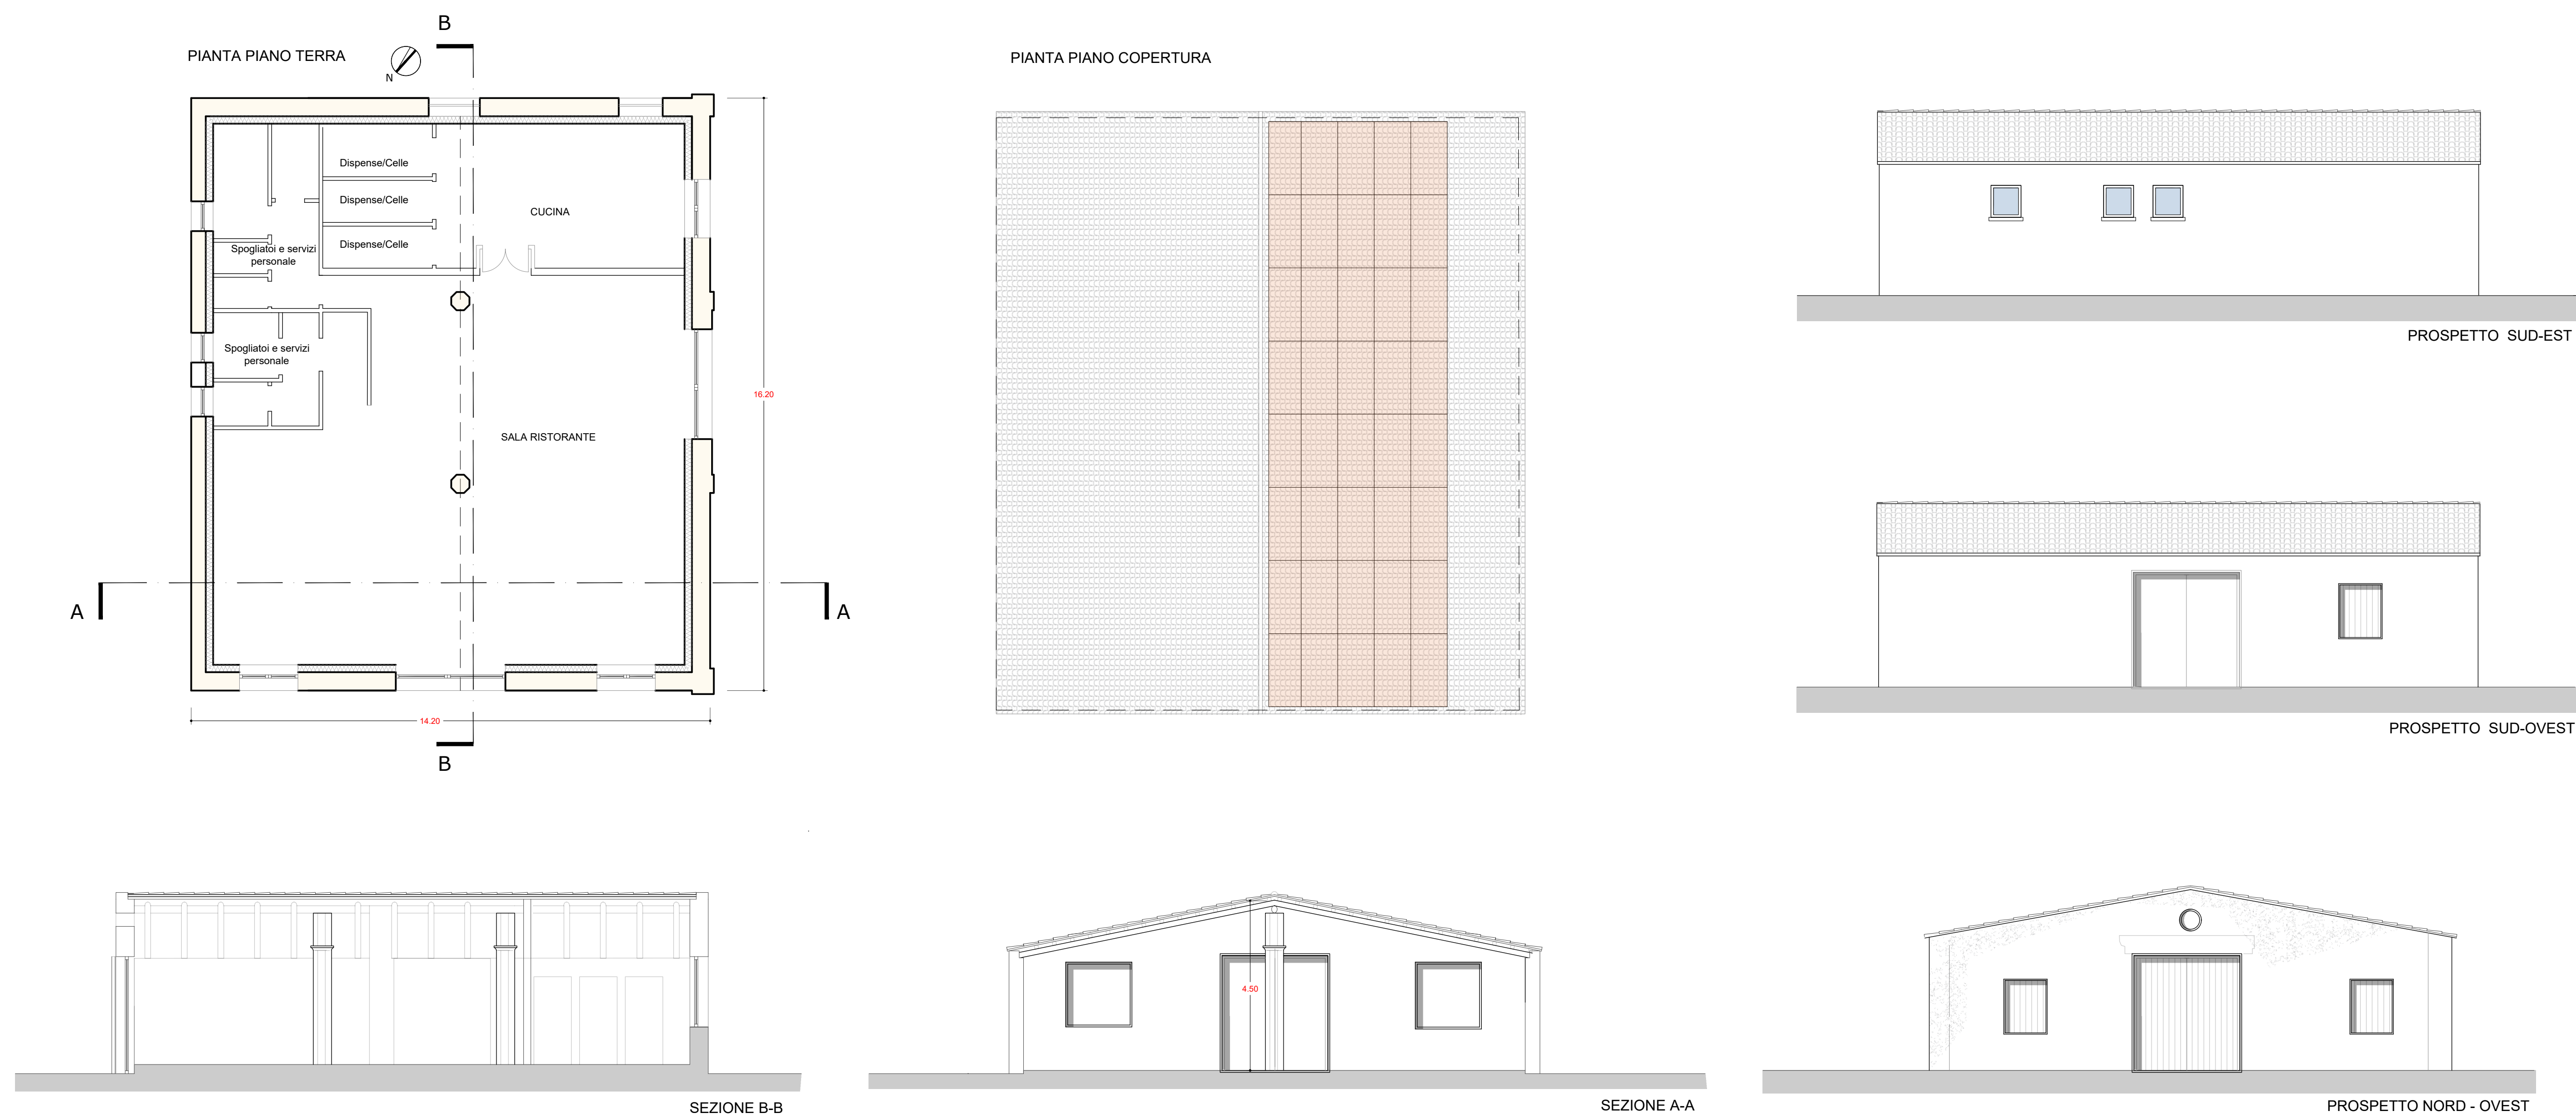 B
PIANTA PIANO TERRA
N
PIANTA PIANO COPERTURA
Dispense/Celle
Dispense/Celle
CUCINA
Dispense/Celle
Spogliatoi e servizi
personale
Spogliatoi e servizi
personale
16.20
SALA RISTORANTE
A
A
14.20
B
PROSPETTO SUD-EST
PROSPETTO SUD-OVEST
4.50
SEZIONE B-B
SEZIONE A-A
PROSPETTO NORD - OVEST